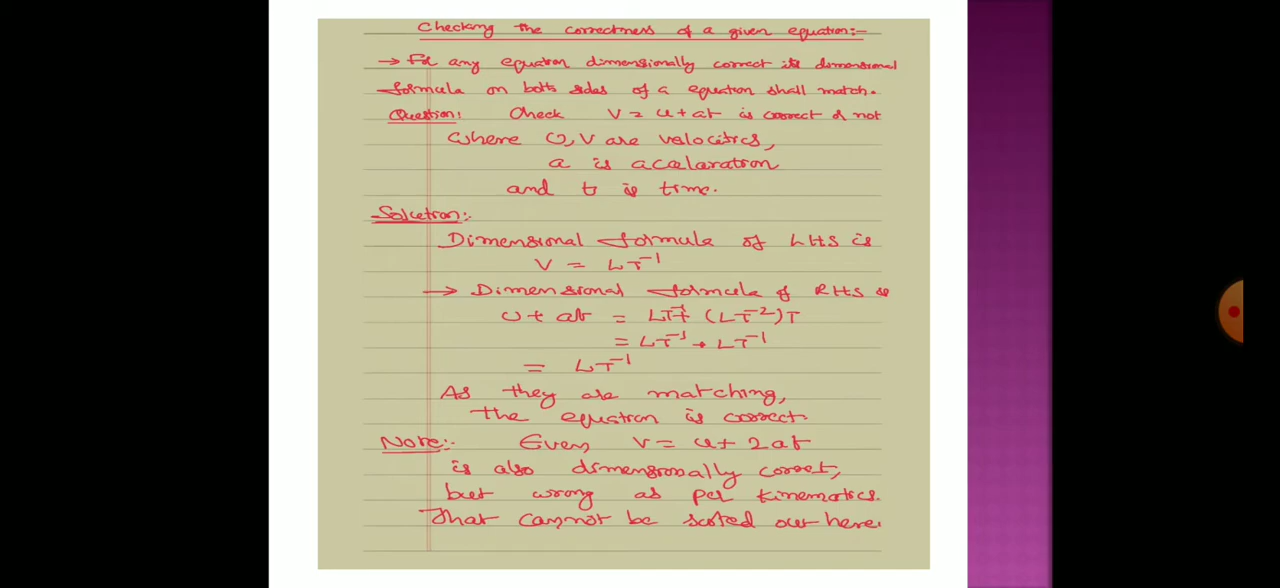 Checking the correctness of a given equation:-
→ For any equation dimensionally correct its dimensional
formula on both sides of a equation shall match.
Question: Check V = u + at is correct or not
where U, V are velocities,
a is acalaration
and t is time.
Solution:
Dimensional formula of LHS is
V = LT⁻¹
→ Dimensional formula of RHS is
U + at = LT⁻¹ + (LT⁻²)T
= LT⁻¹ + LT⁻¹
= LT⁻¹
As they are matching,
the equation is correct.
Note:- Even V = u + 2at
is also dimensionally correct,
but wrong as per kinematics.
That cannot be sorted out here.